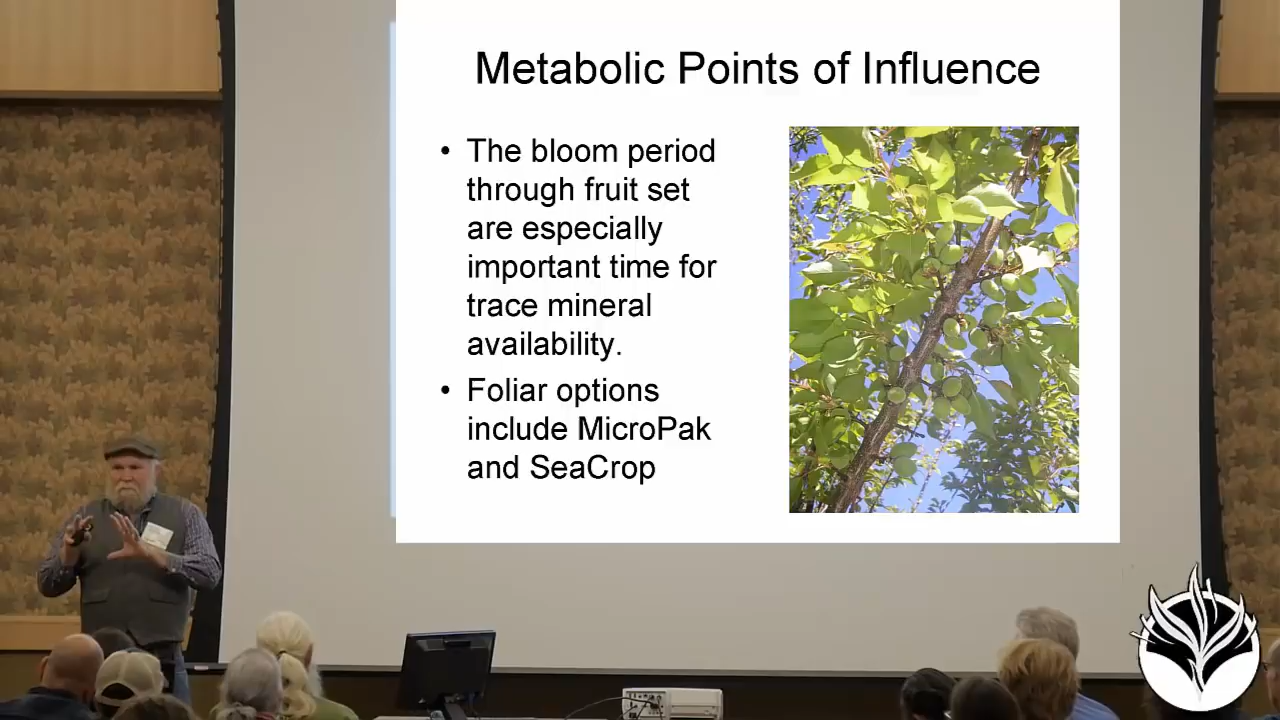 Metabolic Points of Influence
• The bloom period
through fruit set
are especially
important time for
trace mineral
availability.
• Foliar options
include MicroPak
and SeaCrop